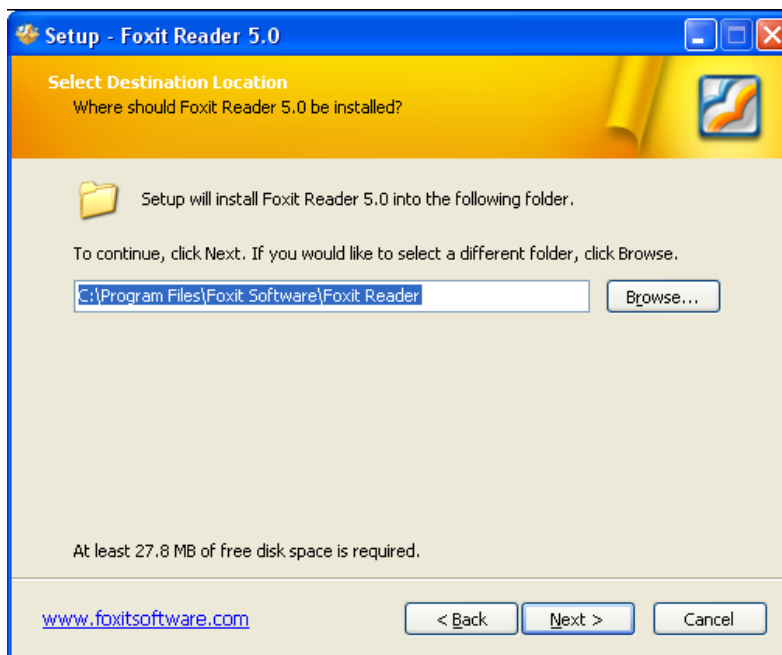 Setup - Foxit Reader 5.0
Select Destination Location
Where should Foxit Reader 5.0 be installed?
Setup will install Foxit Reader 5.0 into the following folder.
To continue, click Next. If you would like to select a different folder, click Browse.
C:\Program Files\Foxit Software\Foxit Reader
Browse...
At least 27.8 MB of free disk space is required.
www.foxitsoftware.com
< Back
Next >
Cancel